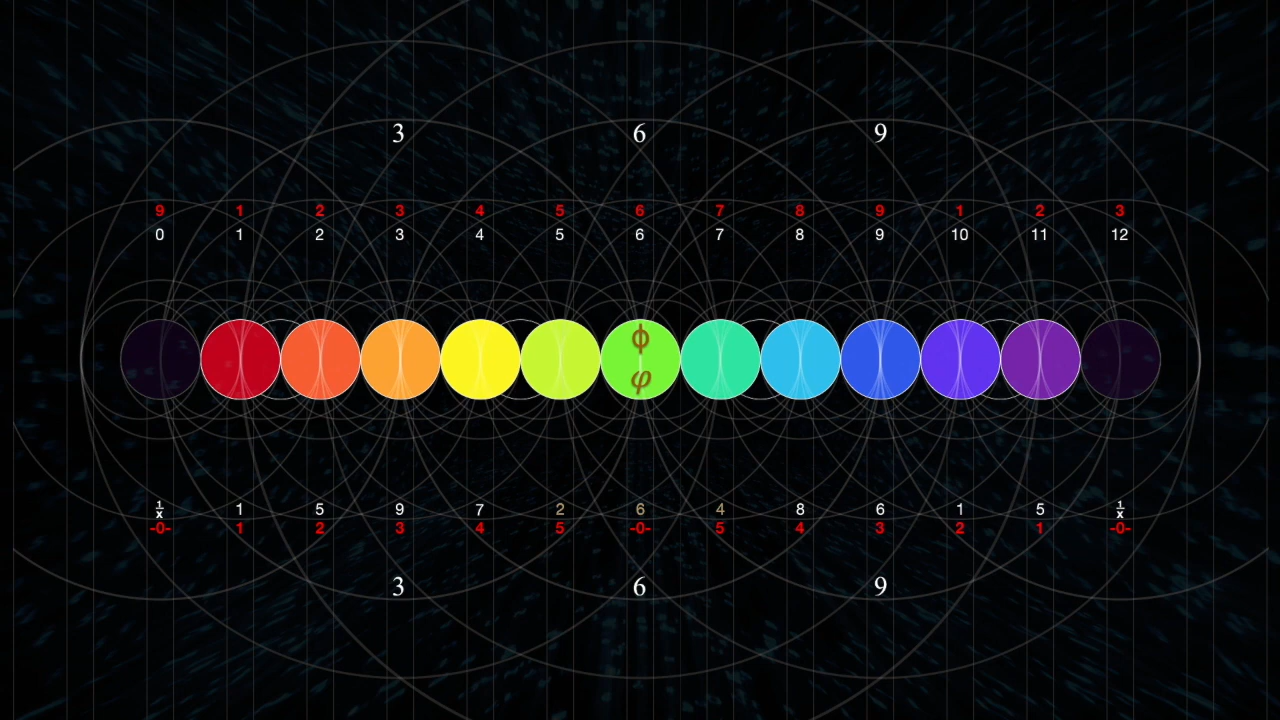 3 6 9
9 1 2 3 4 5 6 7 8 9 1 2 3
0 1 2 3 4 5 6 7 8 9 10 11 12
ϕ
φ
1/x 1 5 9 7 2 6 4 8 6 1 5 1/x
-0- 1 2 3 4 5 -0- 5 4 3 2 1 -0-
3 6 9